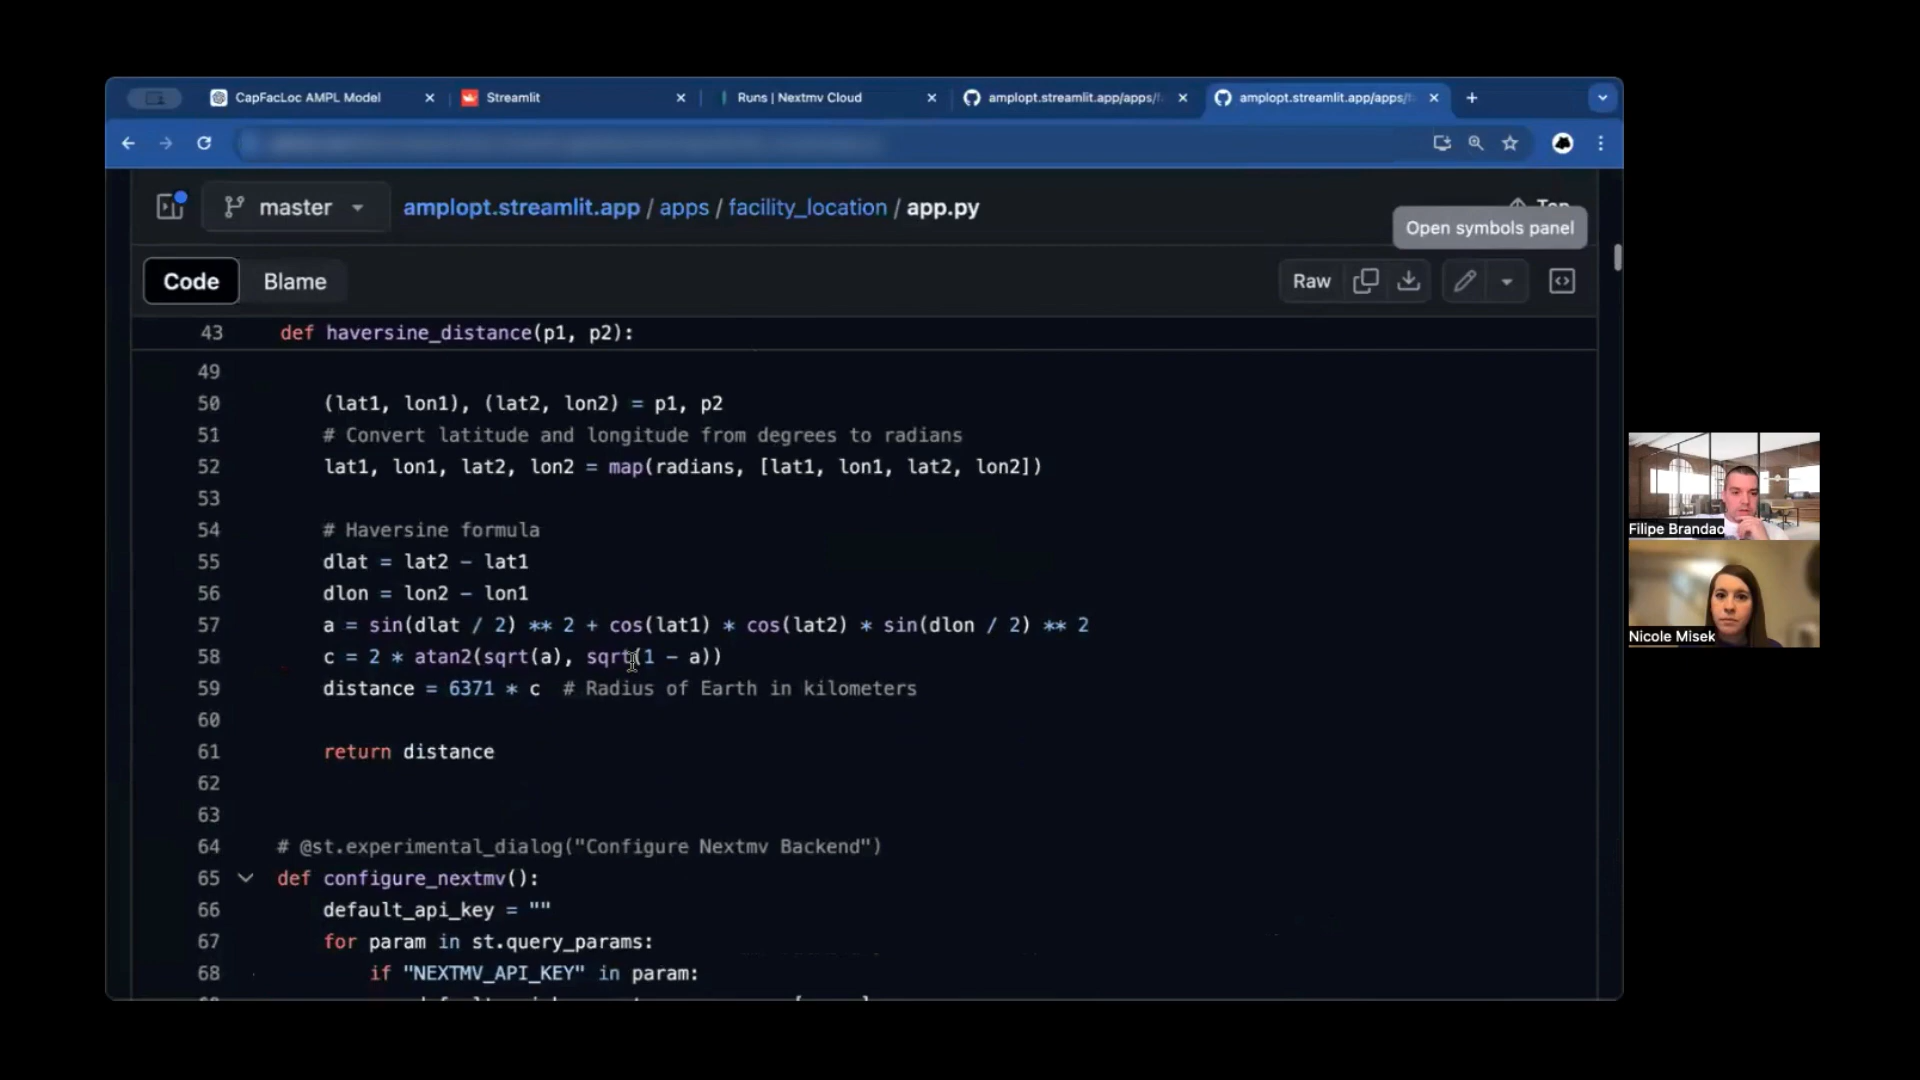 CapFacLoc AMPL Model
Streamlit
Runs | Nextmv Cloud
amplopt.streamlit.app/apps/
amplopt.streamlit.app/apps/
master
amplopt.streamlit.app / apps / facility_location / app.py
Top
Open symbols panel
Code
Blame
Raw
43 def haversine_distance(p1, p2):
49
50 (lat1, lon1), (lat2, lon2) = p1, p2
51 # Convert latitude and longitude from degrees to radians
52 lat1, lon1, lat2, lon2 = map(radians, [lat1, lon1, lat2, lon2])
53
54 # Haversine formula
55 dlat = lat2 - lat1
56 dlon = lon2 - lon1
57 a = sin(dlat / 2) ** 2 + cos(lat1) * cos(lat2) * sin(dlon / 2) ** 2
58 c = 2 * atan2(sqrt(a), sqrt(1 - a))
59 distance = 6371 * c # Radius of Earth in kilometers
60
61 return distance
62
63
64 # @st.experimental_dialog("Configure Nextmv Backend")
65 def configure_nextmv():
66 default_api_key = ""
67 for param in st.query_params:
68 if "NEXTMV_API_KEY" in param:
Filipe Brandao
Nicole Misek